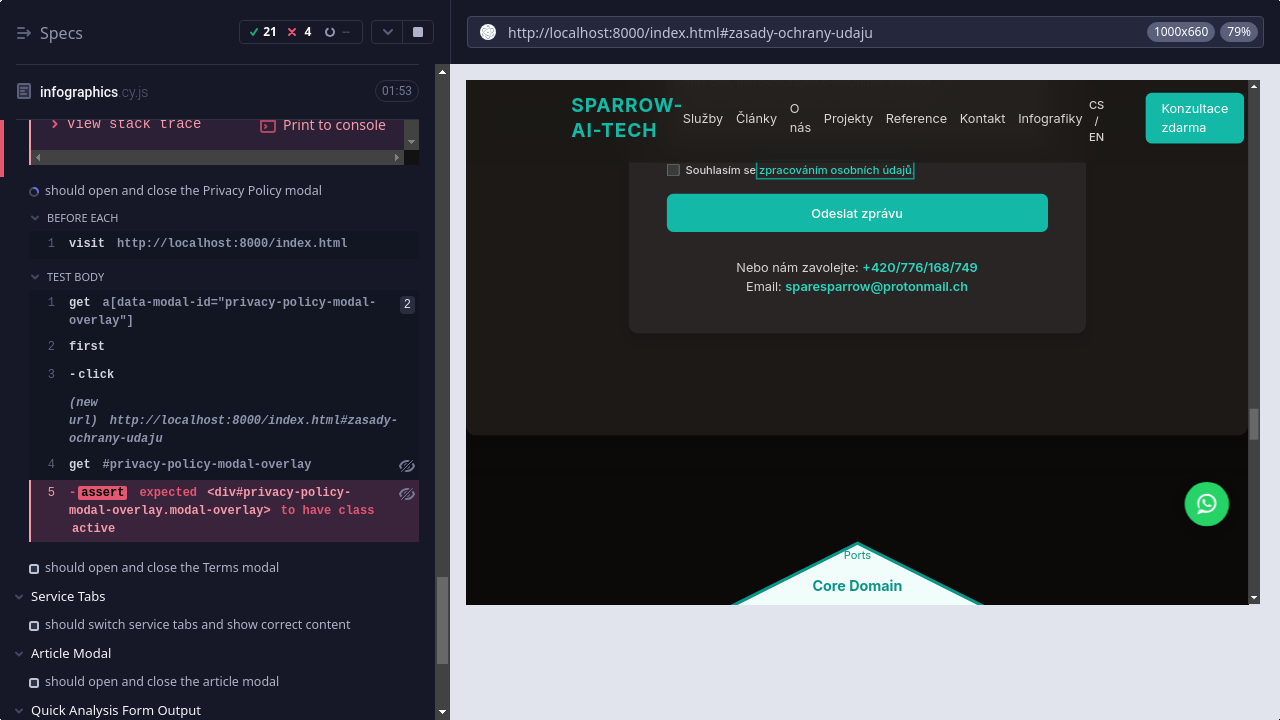 Specs
21
4
--
infographics.cy.js
01:53
View stack trace
Print to console
should open and close the Privacy Policy modal
BEFORE EACH
1 visit http://localhost:8000/index.html
TEST BODY
1 get a[data-modal-id="privacy-policy-modal-
overlay"]
2
2 first
3 -click
(new
url) http://localhost:8000/index.html#zasady-
ochrany-udaju
4 get #privacy-policy-modal-overlay
5 -assert expected <div#privacy-policy-
modal-overlay.modal-overlay> to have class
active
should open and close the Terms modal
Service Tabs
should switch service tabs and show correct content
Article Modal
should open and close the article modal
Quick Analysis Form Output
http://localhost:8000/index.html#zasady-ochrany-udaju
1000x660
79%
SPARROW-
AI-TECH
Služby
Články
O
nás
Projekty
Reference
Kontakt
Infografiky
CS
/
EN
Konzultace
zdarma
Souhlasím se zpracováním osobních údajů
Odeslat zprávu
Nebo nám zavolejte: +420/776/168/749
Email: sparesparrow@protonmail.ch
Ports
Core Domain